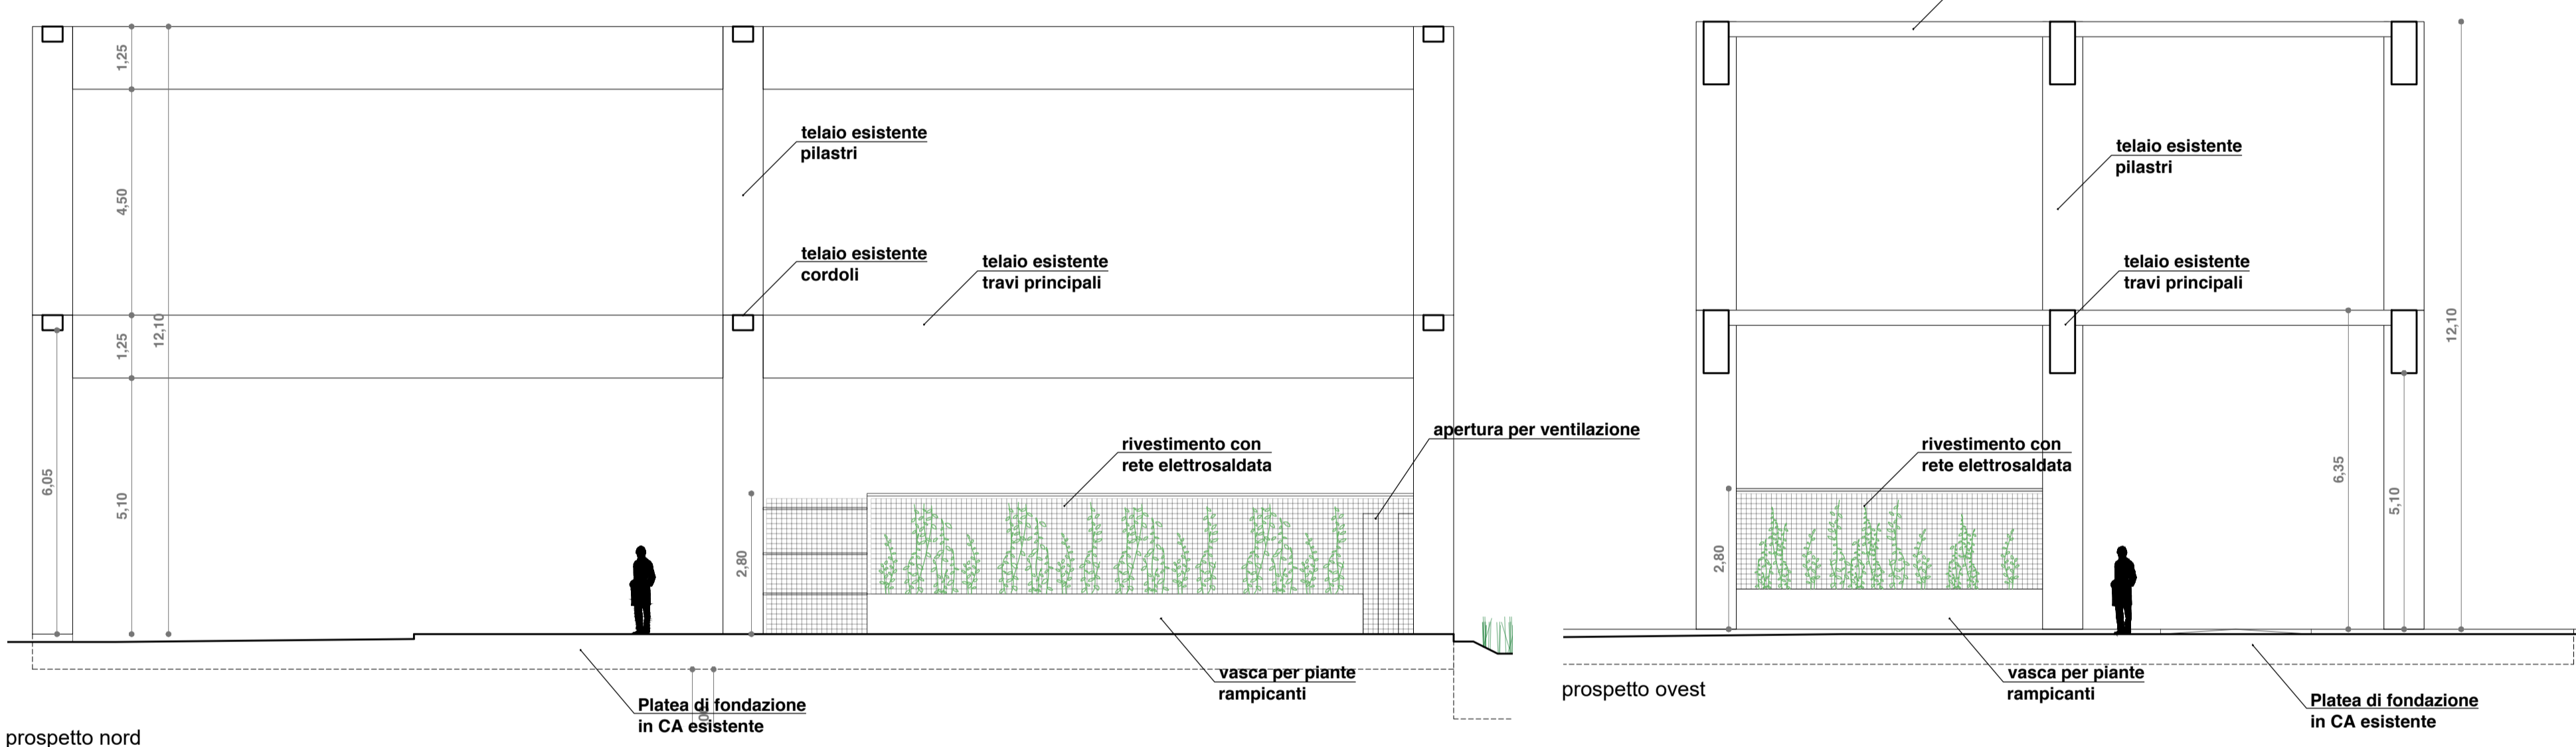 1,25
4,50
12,10
1,25
6,05
5,10
telaio esistente
pilastri
telaio esistente
cordoli
telaio esistente
travi principali
rivestimento con
rete elettrosaldata
apertura per ventilazione
2,80
vasca per piante
rampicanti
Platea di fondazione
in CA esistente
prospetto nord
telaio esistente
pilastri
telaio esistente
travi principali
12,10
rivestimento con
rete elettrosaldata
6,35
5,10
2,80
vasca per piante
rampicanti
Platea di fondazione
in CA esistente
prospetto ovest